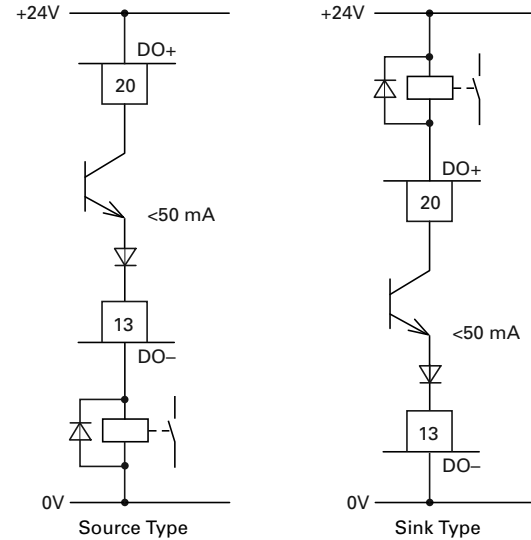 +24V
DO+
20
<50 mA
13
DO–
0V
Source Type
+24V
DO+
20
<50 mA
13
DO–
0V
Sink Type